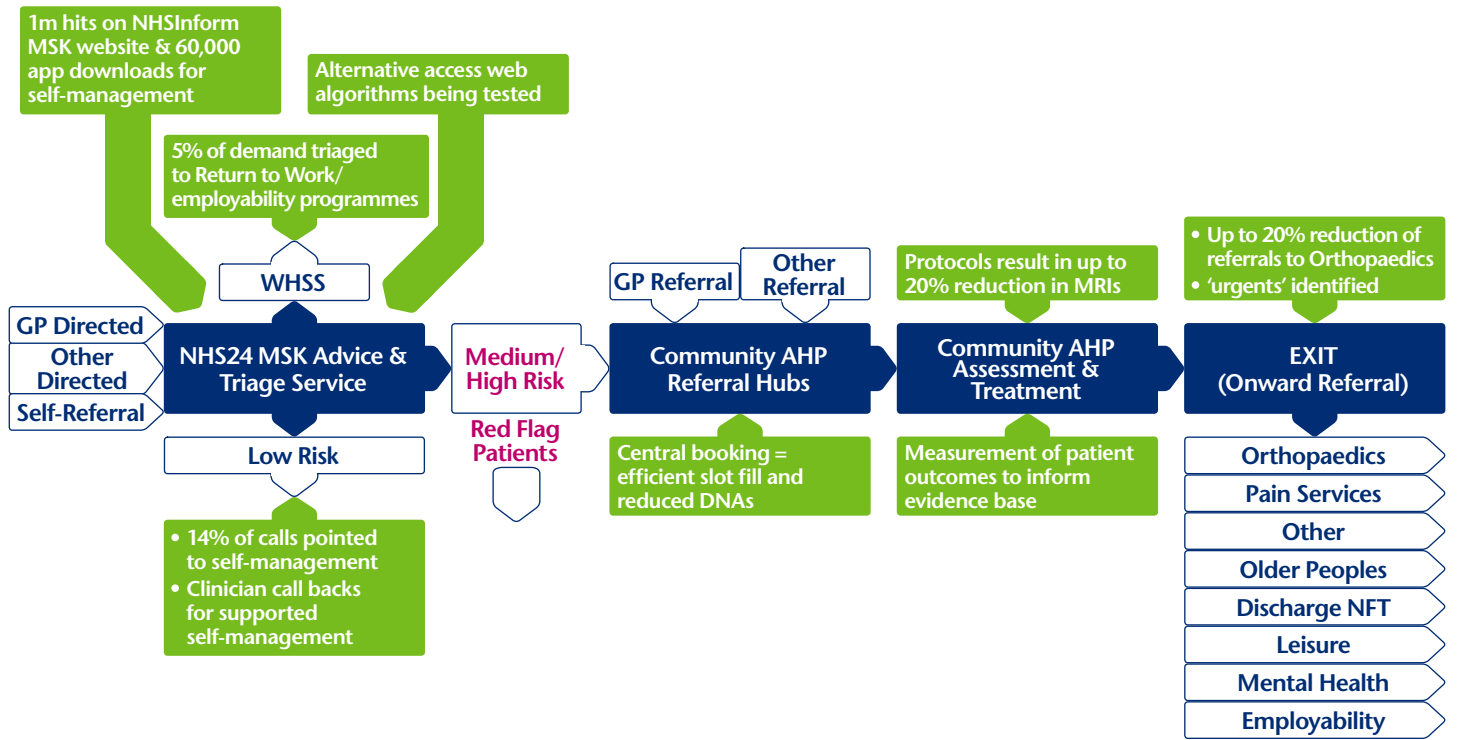 1m hits on NHSInform
MSK website & 60,000
app downloads for
self-management
Alternative access web
algorithms being tested
5% of demand triaged
to Return to Work/
employability programmes
WHSS
GP Directed
Other
Directed
Self-Referral
NHS24 MSK Advice &
Triage Service
Low Risk
• 14% of calls pointed
to self-management
• Clinician call backs
for supported
self-management
Medium/
High Risk
Red Flag
Patients
GP Referral
Other
Referral
Community AHP
Referral Hubs
Central booking =
efficient slot fill and
reduced DNAs
Protocols result in up to
20% reduction in MRIs
Community AHP
Assessment &
Treatment
Measurement of patient
outcomes to inform
evidence base
• Up to 20% reduction of
referrals to Orthopaedics
• ‘urgents’ identified
EXIT
(Onward Referral)
Orthopaedics
Pain Services
Other
Older Peoples
Discharge NFT
Leisure
Mental Health
Employability